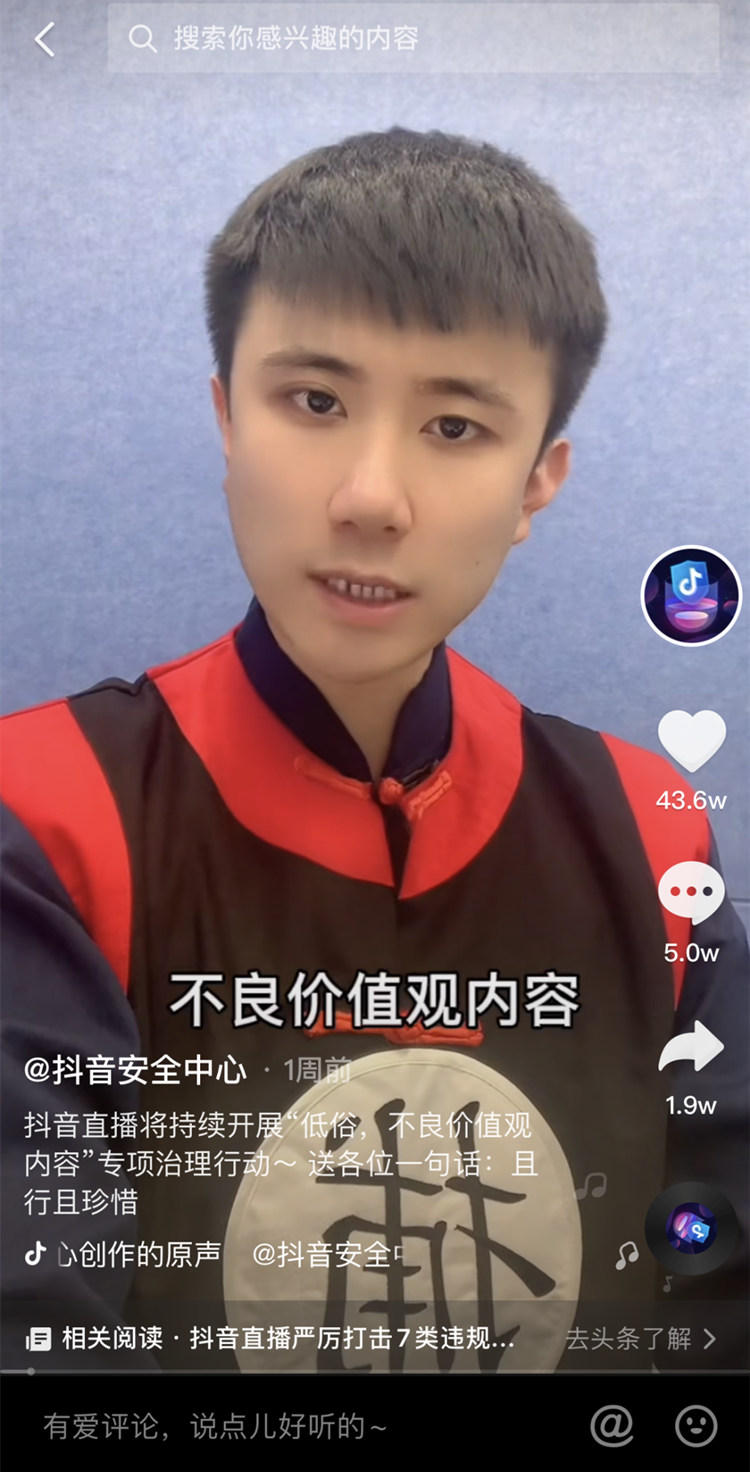 搜索你感兴趣的内容
43.6w
5.0w
不良价值观内容
@抖音安全中心 · 1周前
1.9w
抖音直播将持续开展“低俗，不良价值观
内容”专项治理行动～ 送各位一句话：且
行且珍惜
心创作的原声 @抖音安全中
相关阅读 · 抖音直播严厉打击7类违规... 去头条了解
有爱评论，说点儿好听的~